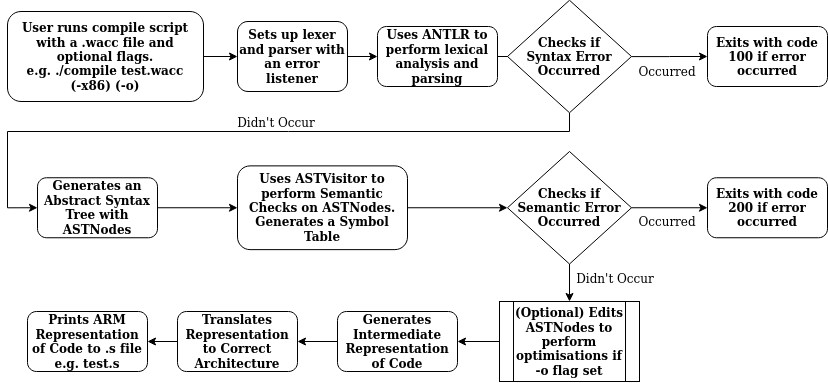 User runs compile script
with a .wacc file and
optional flags.
e.g. ./compile test.wacc
(-x86) (-o)
Sets up lexer
and parser with
an error
listener
Uses ANTLR to
perform lexical
analysis and
parsing
Checks if
Syntax Error
Occurred
Occurred
Exits with code
100 if error
occurred
Didn't Occur
Generates an
Abstract Syntax
Tree with
ASTNodes
Uses ASTVisitor to
perform Semantic
Checks on ASTNodes.
Generates a Symbol
Table
Checks if
Semantic Error
Occurred
Occurred
Exits with code
200 if error
occurred
Didn't Occur
(Optional) Edits
ASTNodes to
perform
optimisations if
-o flag set
Generates
Intermediate
Representation
of Code
Translates
Representation
to Correct
Architecture
Prints ARM
Representation
of Code to .s file
e.g. test.s